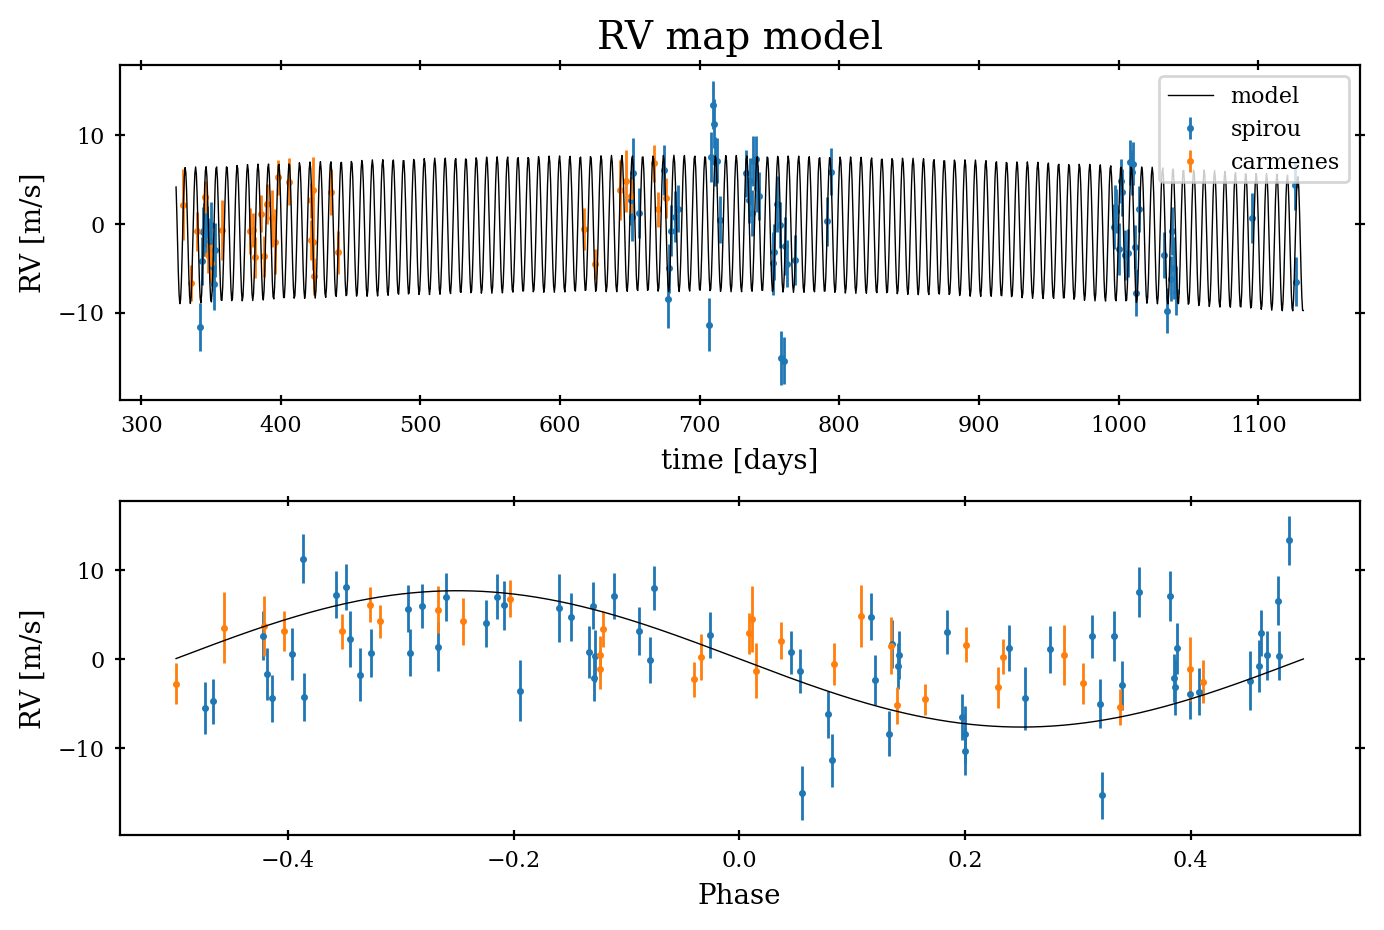 RV map model
RV [m/s]
10
0
−10
model
spirou
carmenes
300 400 500 600 700 800 900 1000 1100
time [days]
RV [m/s]
10
0
−10
−0.4 −0.2 0.0 0.2 0.4
Phase